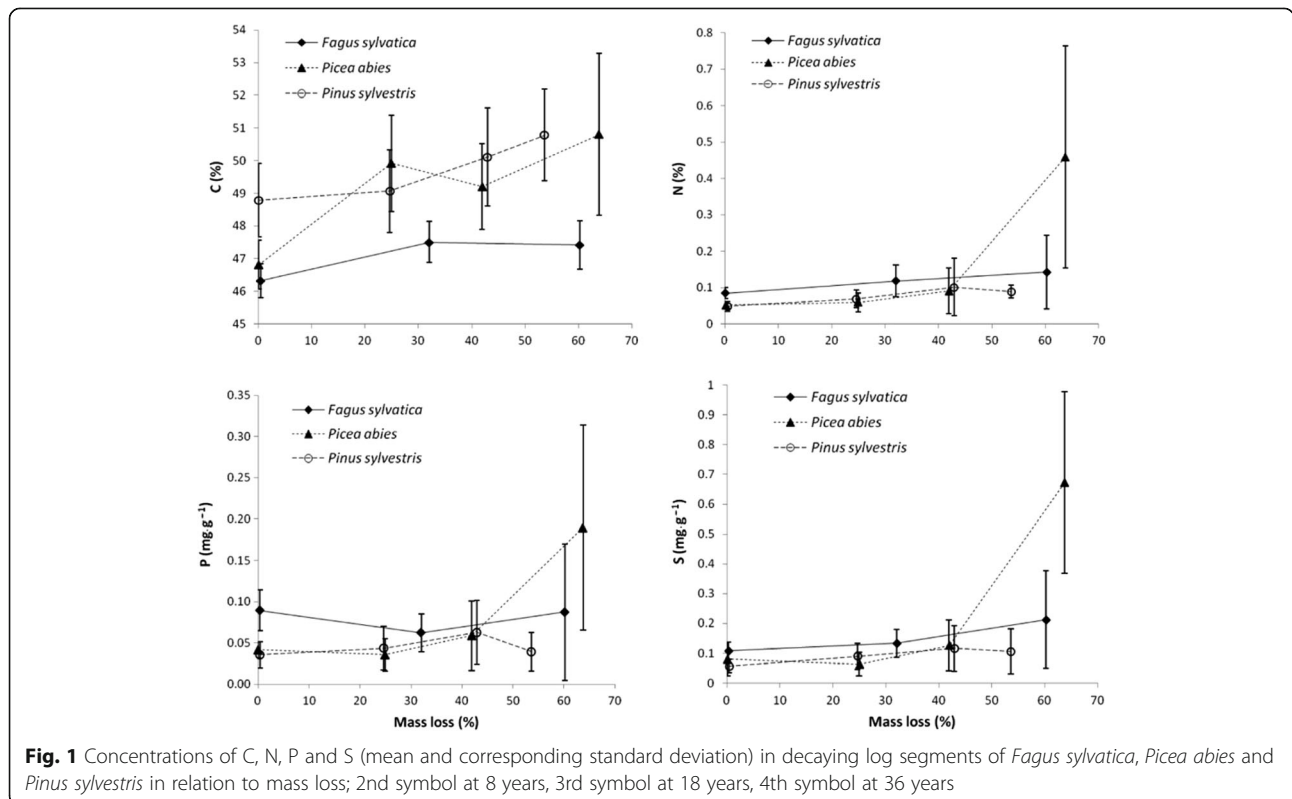 Fagus sylvatica
Picea abies
Pinus sylvestris
C (%)
54
53
52
51
50
49
48
47
46
45
0 10 20 30 40 50 60 70
Fagus sylvatica
Picea abies
Pinus sylvestris
N (%)
0.8
0.7
0.6
0.5
0.4
0.3
0.2
0.1
0
0 10 20 30 40 50 60 70
Fagus sylvatica
Picea abies
Pinus sylvestris
P (mg·g⁻¹)
0.35
0.30
0.25
0.20
0.15
0.10
0.05
0.00
0 10 20 30 40 50 60 70
Mass loss (%)
Fagus sylvatica
Picea abies
Pinus sylvestris
S (mg·g⁻¹)
1
0.9
0.8
0.7
0.6
0.5
0.4
0.3
0.2
0.1
0
0 10 20 30 40 50 60 70
Mass loss (%)
Fig. 1 Concentrations of C, N, P and S (mean and corresponding standard deviation) in decaying log segments of Fagus sylvatica, Picea abies and
Pinus sylvestris in relation to mass loss; 2nd symbol at 8 years, 3rd symbol at 18 years, 4th symbol at 36 years